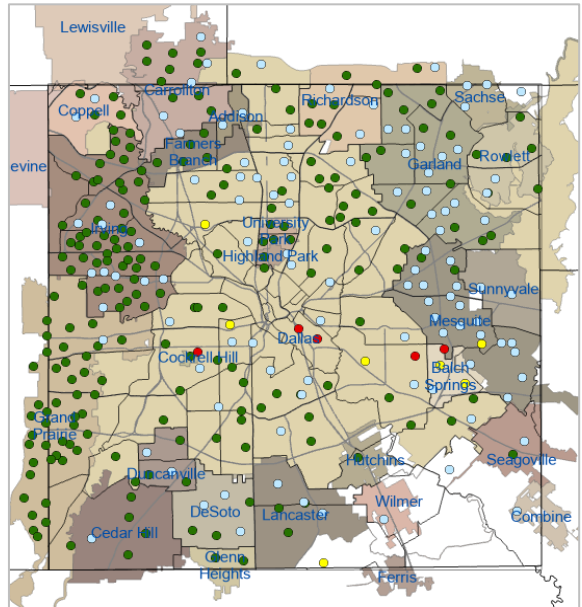 Lewisville
Carrollton
Coppell
Addison
Richardson
Sachse
Farmers
Branch
Garland
Rowlett
evine
Irving
University
Park
Highland Park
Sunnyvale
Mesquite
Dallas
Cockrell Hill
Balch
Springs
Grand
Prairie
Hutchins
Seagoville
Duncanville
DeSoto
Lancaster
Wilmer
Combine
Cedar Hill
Glenn
Heights
Ferris